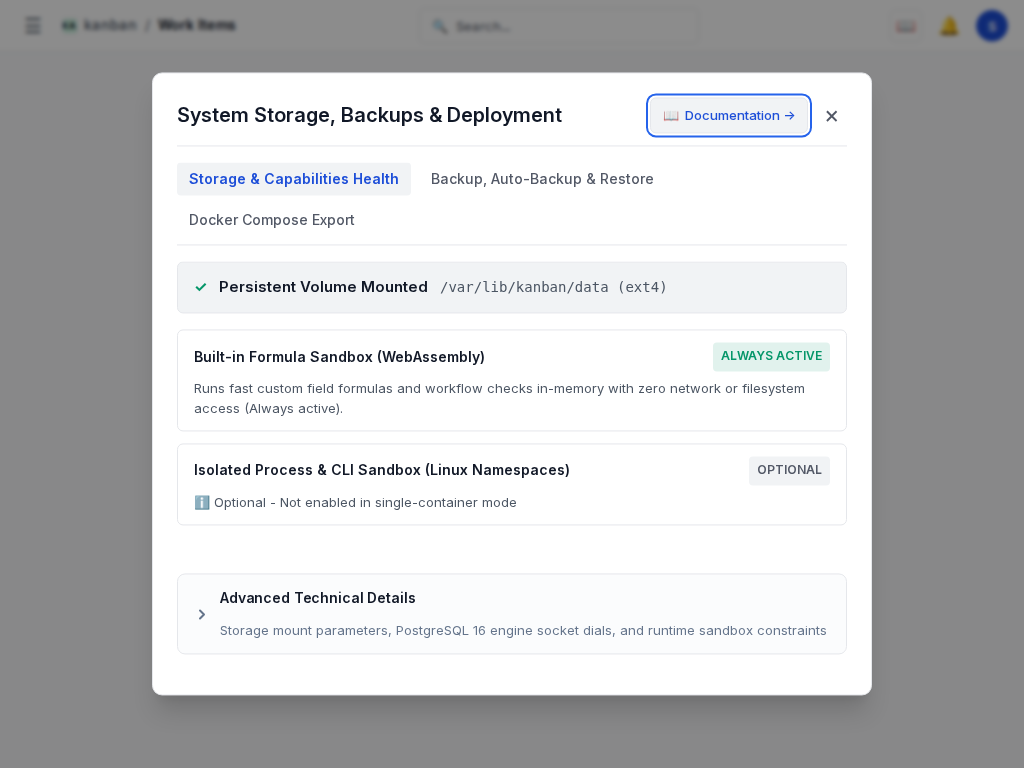 kanban / Work Items
Search...
S
System Storage, Backups & Deployment
Documentation →
Storage & Capabilities Health
Backup, Auto-Backup & Restore
Docker Compose Export
Persistent Volume Mounted /var/lib/kanban/data (ext4)
Built-in Formula Sandbox (WebAssembly)
ALWAYS ACTIVE
Runs fast custom field formulas and workflow checks in-memory with zero network or filesystem
access (Always active).
Isolated Process & CLI Sandbox (Linux Namespaces)
OPTIONAL
ℹ️ Optional - Not enabled in single-container mode
Advanced Technical Details
Storage mount parameters, PostgreSQL 16 engine socket dials, and runtime sandbox constraints